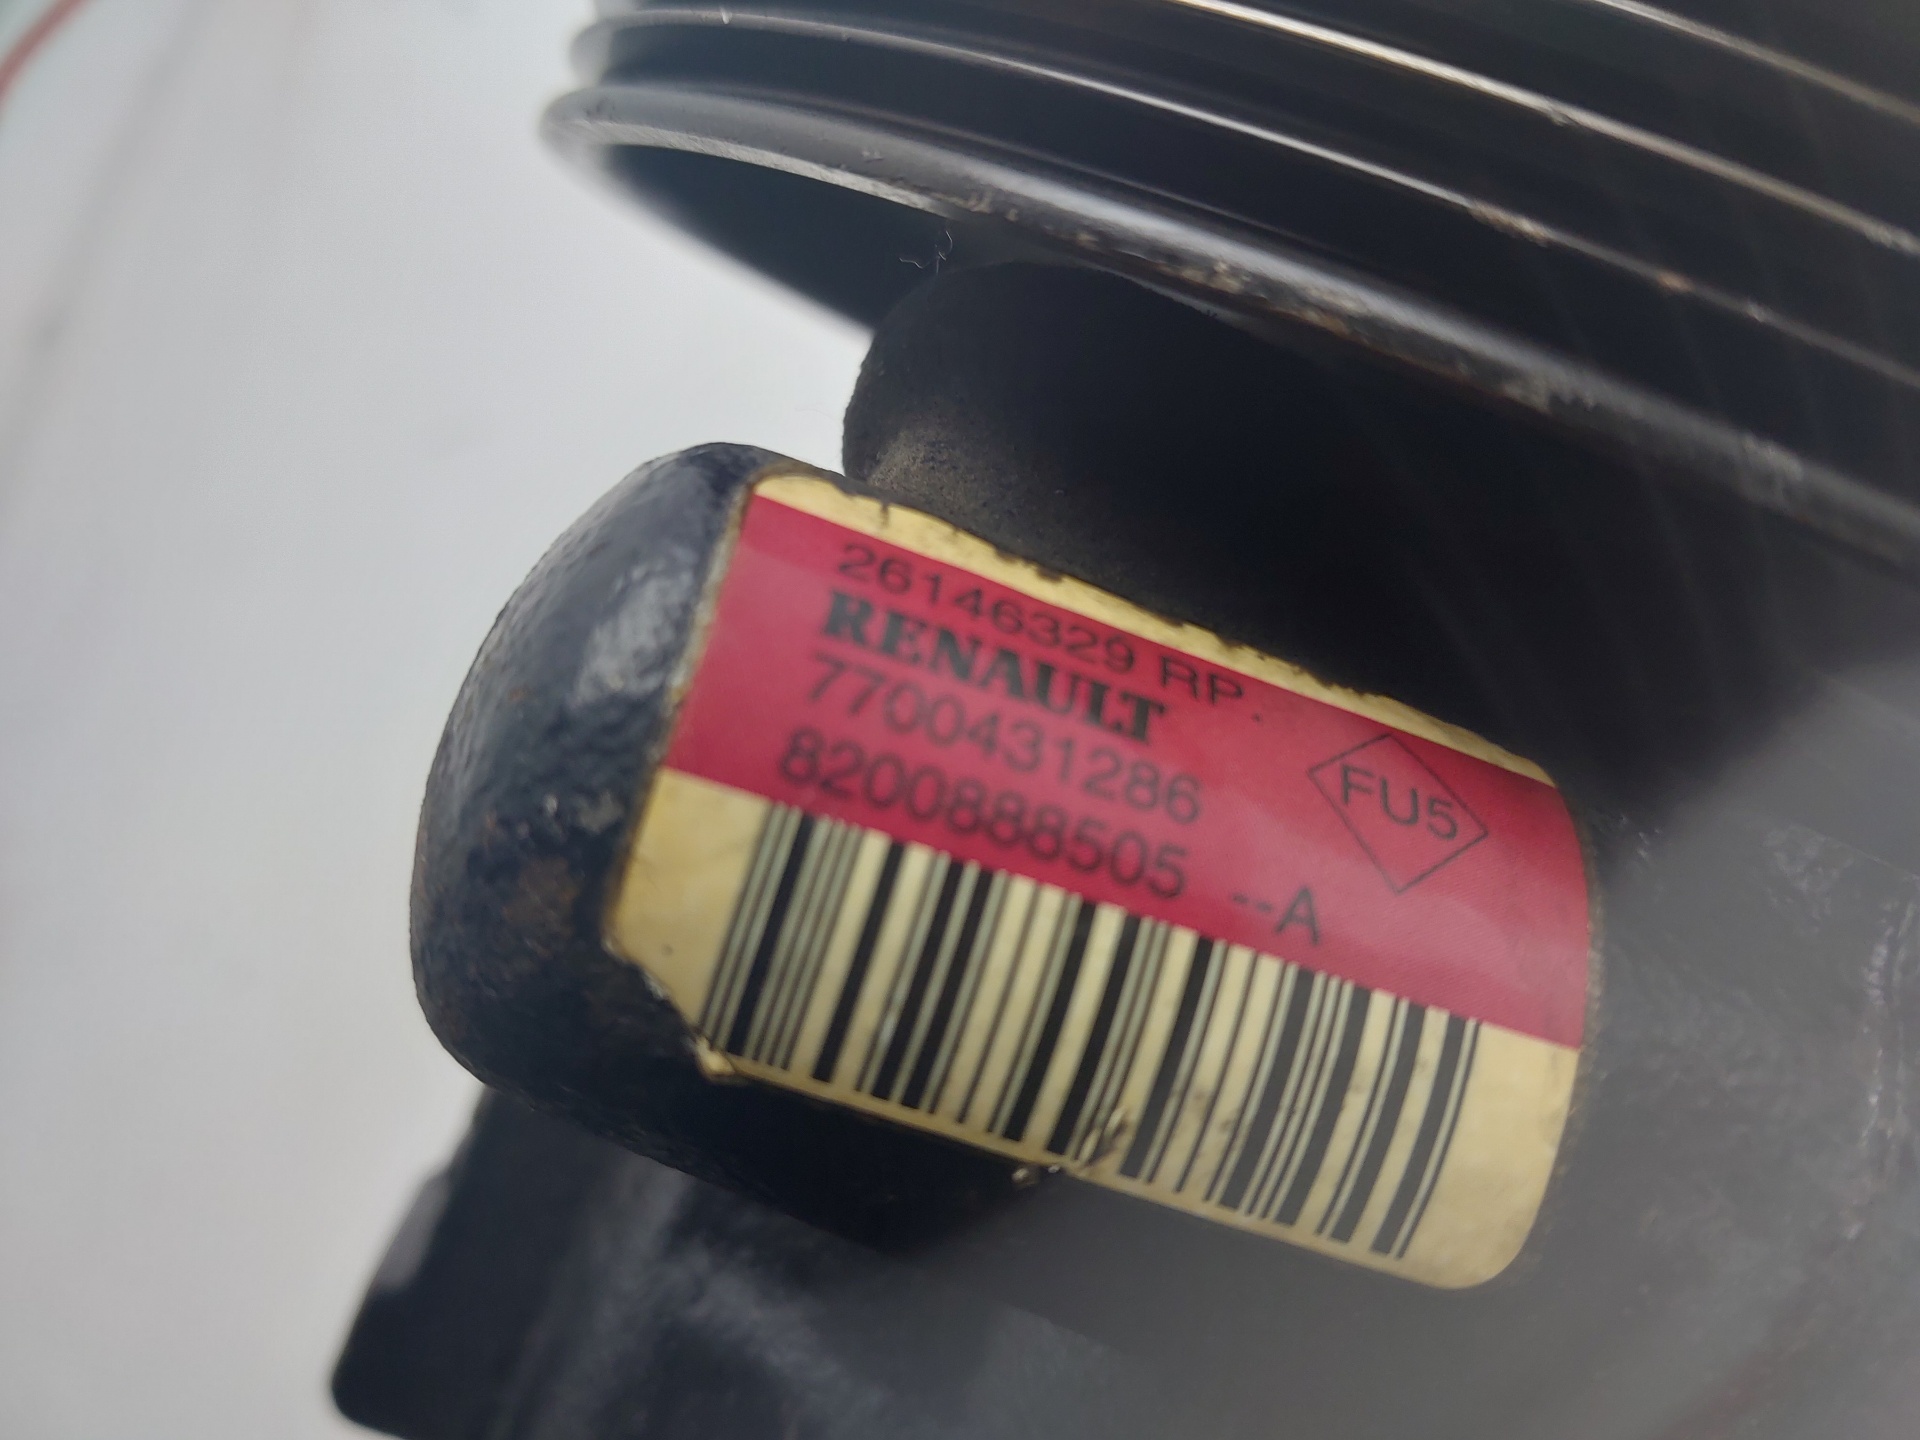 26146329 RP.
RENAULT
7700431286
8200888505 --A
FU5